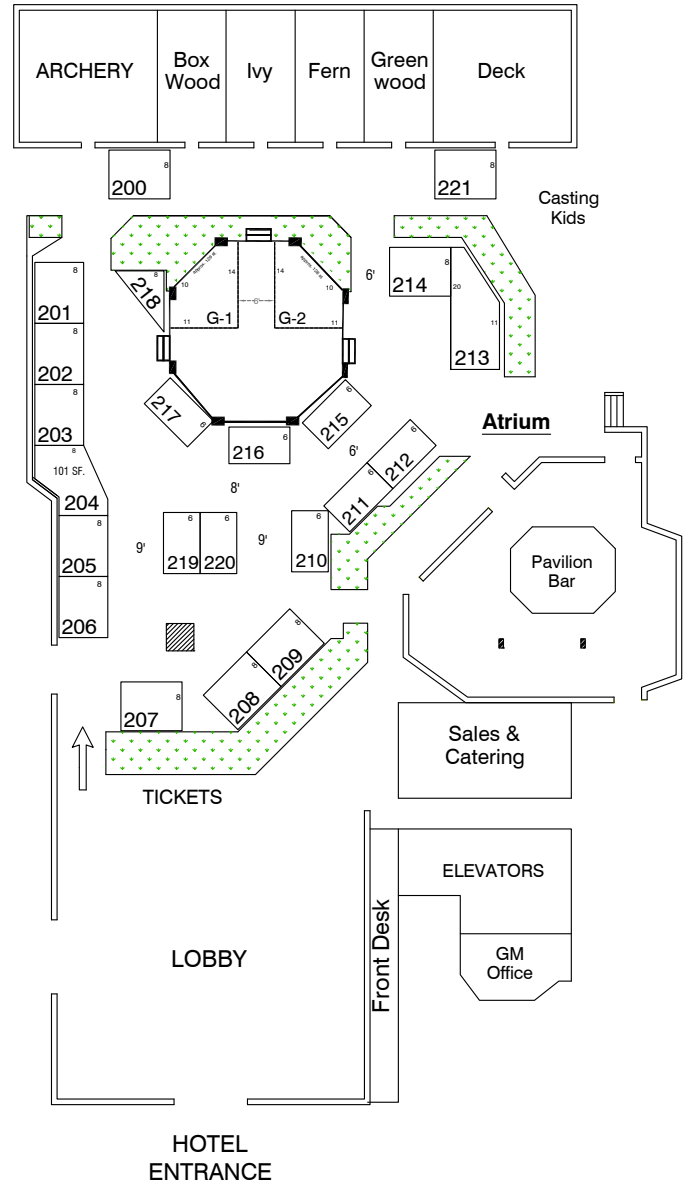 ARCHERY
Box
Wood
Ivy
Fern
Green
wood
Deck
8
200
8
221
Casting
Kids
8
201
8
202
8
203
8
101 SF.
204
8
205
8
206
8
218
10
14
14
10
6'
G-1
G-2
11
11
6'
8
214
20
11
213
6
217
6
216
6
215
6'
8'
Atrium
6
212
6
211
9'
6
219
6
220
9'
6
210
Pavilion
Bar
8
209
8
208
8
207
TICKETS
Sales &
Catering
ELEVATORS
GM
Office
Front Desk
LOBBY
HOTEL
ENTRANCE